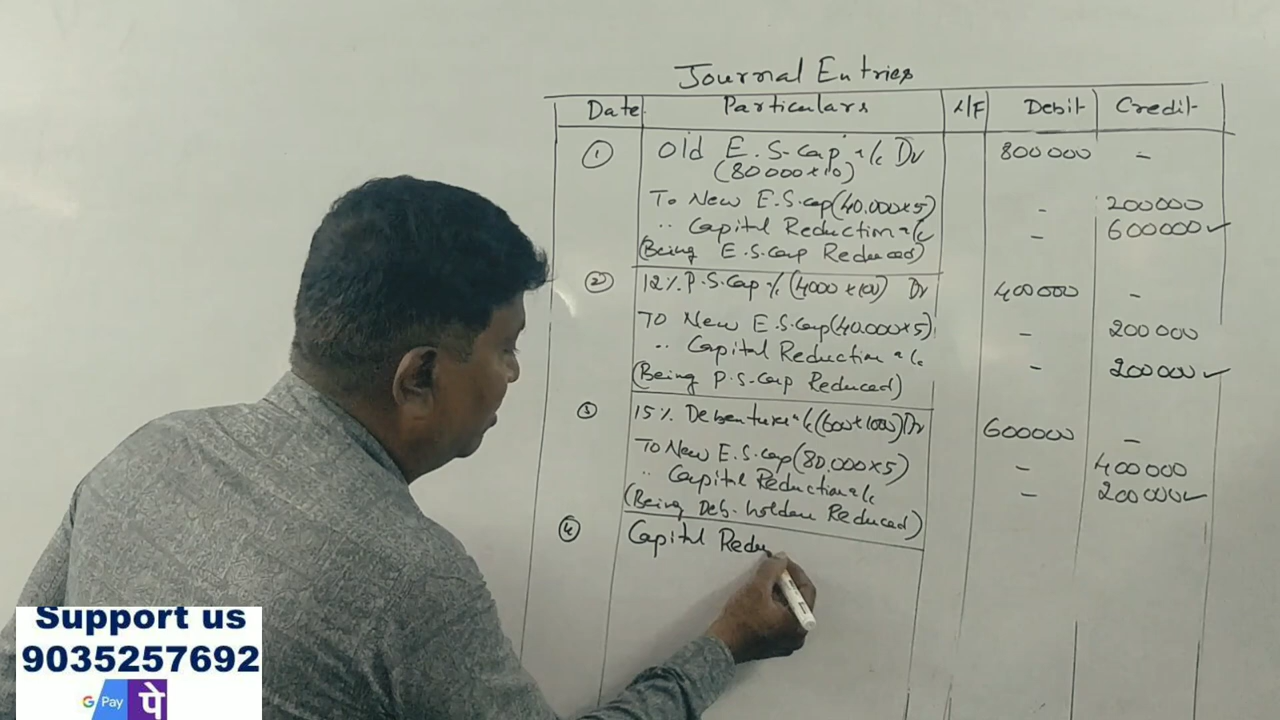 Journal Entries
Date Particulars L/F Debit Credit
① Old E.S-Cap a/c Dr 800000 -
(80000×10)
To New E.S.Cap(40.000×5) - 200000
.. Capital Reduction a/c - 600000 ✓
(Being E.S.Cap Reduced)
② 12% P.S.Cap a/c (4000×100) Dr 400000 -
To New E.S.Cap(40.000×5) - 200000
.. Capital Reduction a/c - 200000 ✓
(Being P.S.Cap Reduced)
③ 15% Debenture a/c (600×1000) Dr 600000 -
To New E.S.Cap(80.000×5) - 400000
.. Capital Reduction a/c - 200000 ✓
(Being Deb. holders Reduced)
④ Capital Redu
Support us
9035257692
G Pay पे